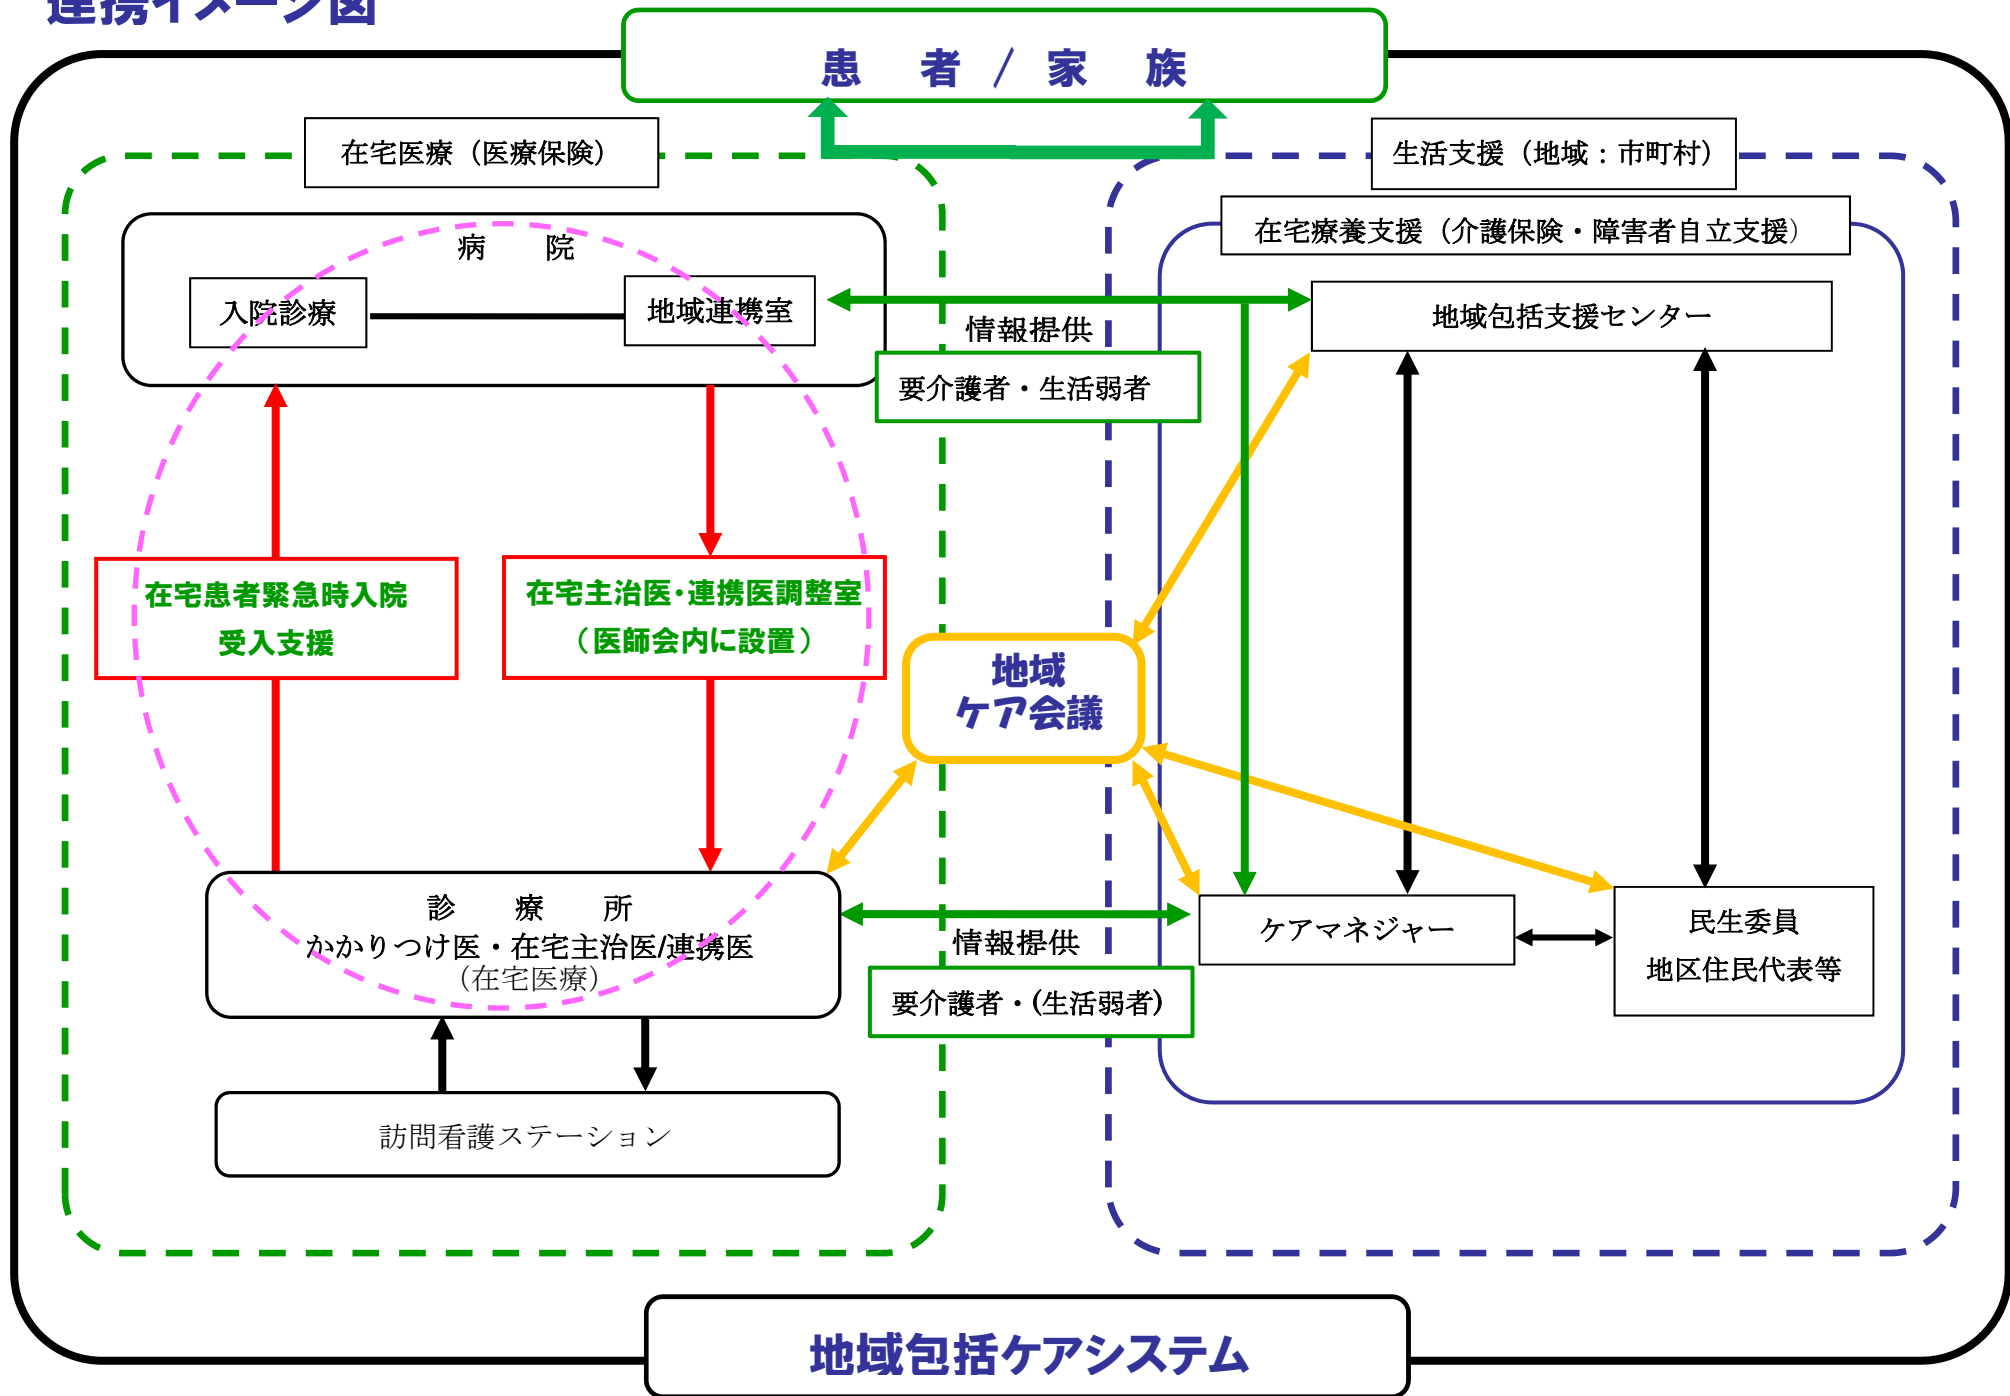 連携イメージ図
患者/家族
在宅医療（医療保険）
生活支援（地域：市町村）
在宅療養支援（介護保険・障害者自立支援）
病院
入院診療
地域連携室
地域包括支援センター
情報提供
要介護者・生活弱者
在宅患者緊急時入院
受入支援
在宅主治医・連携医調整室
（医師会内に設置）
地域
ケア会議
診療所
かかりつけ医・在宅主治医/連携医
（在宅医療）
情報提供
要介護者・(生活弱者)
ケアマネジャー
民生委員
地区住民代表等
訪問看護ステーション
地域包括ケアシステム